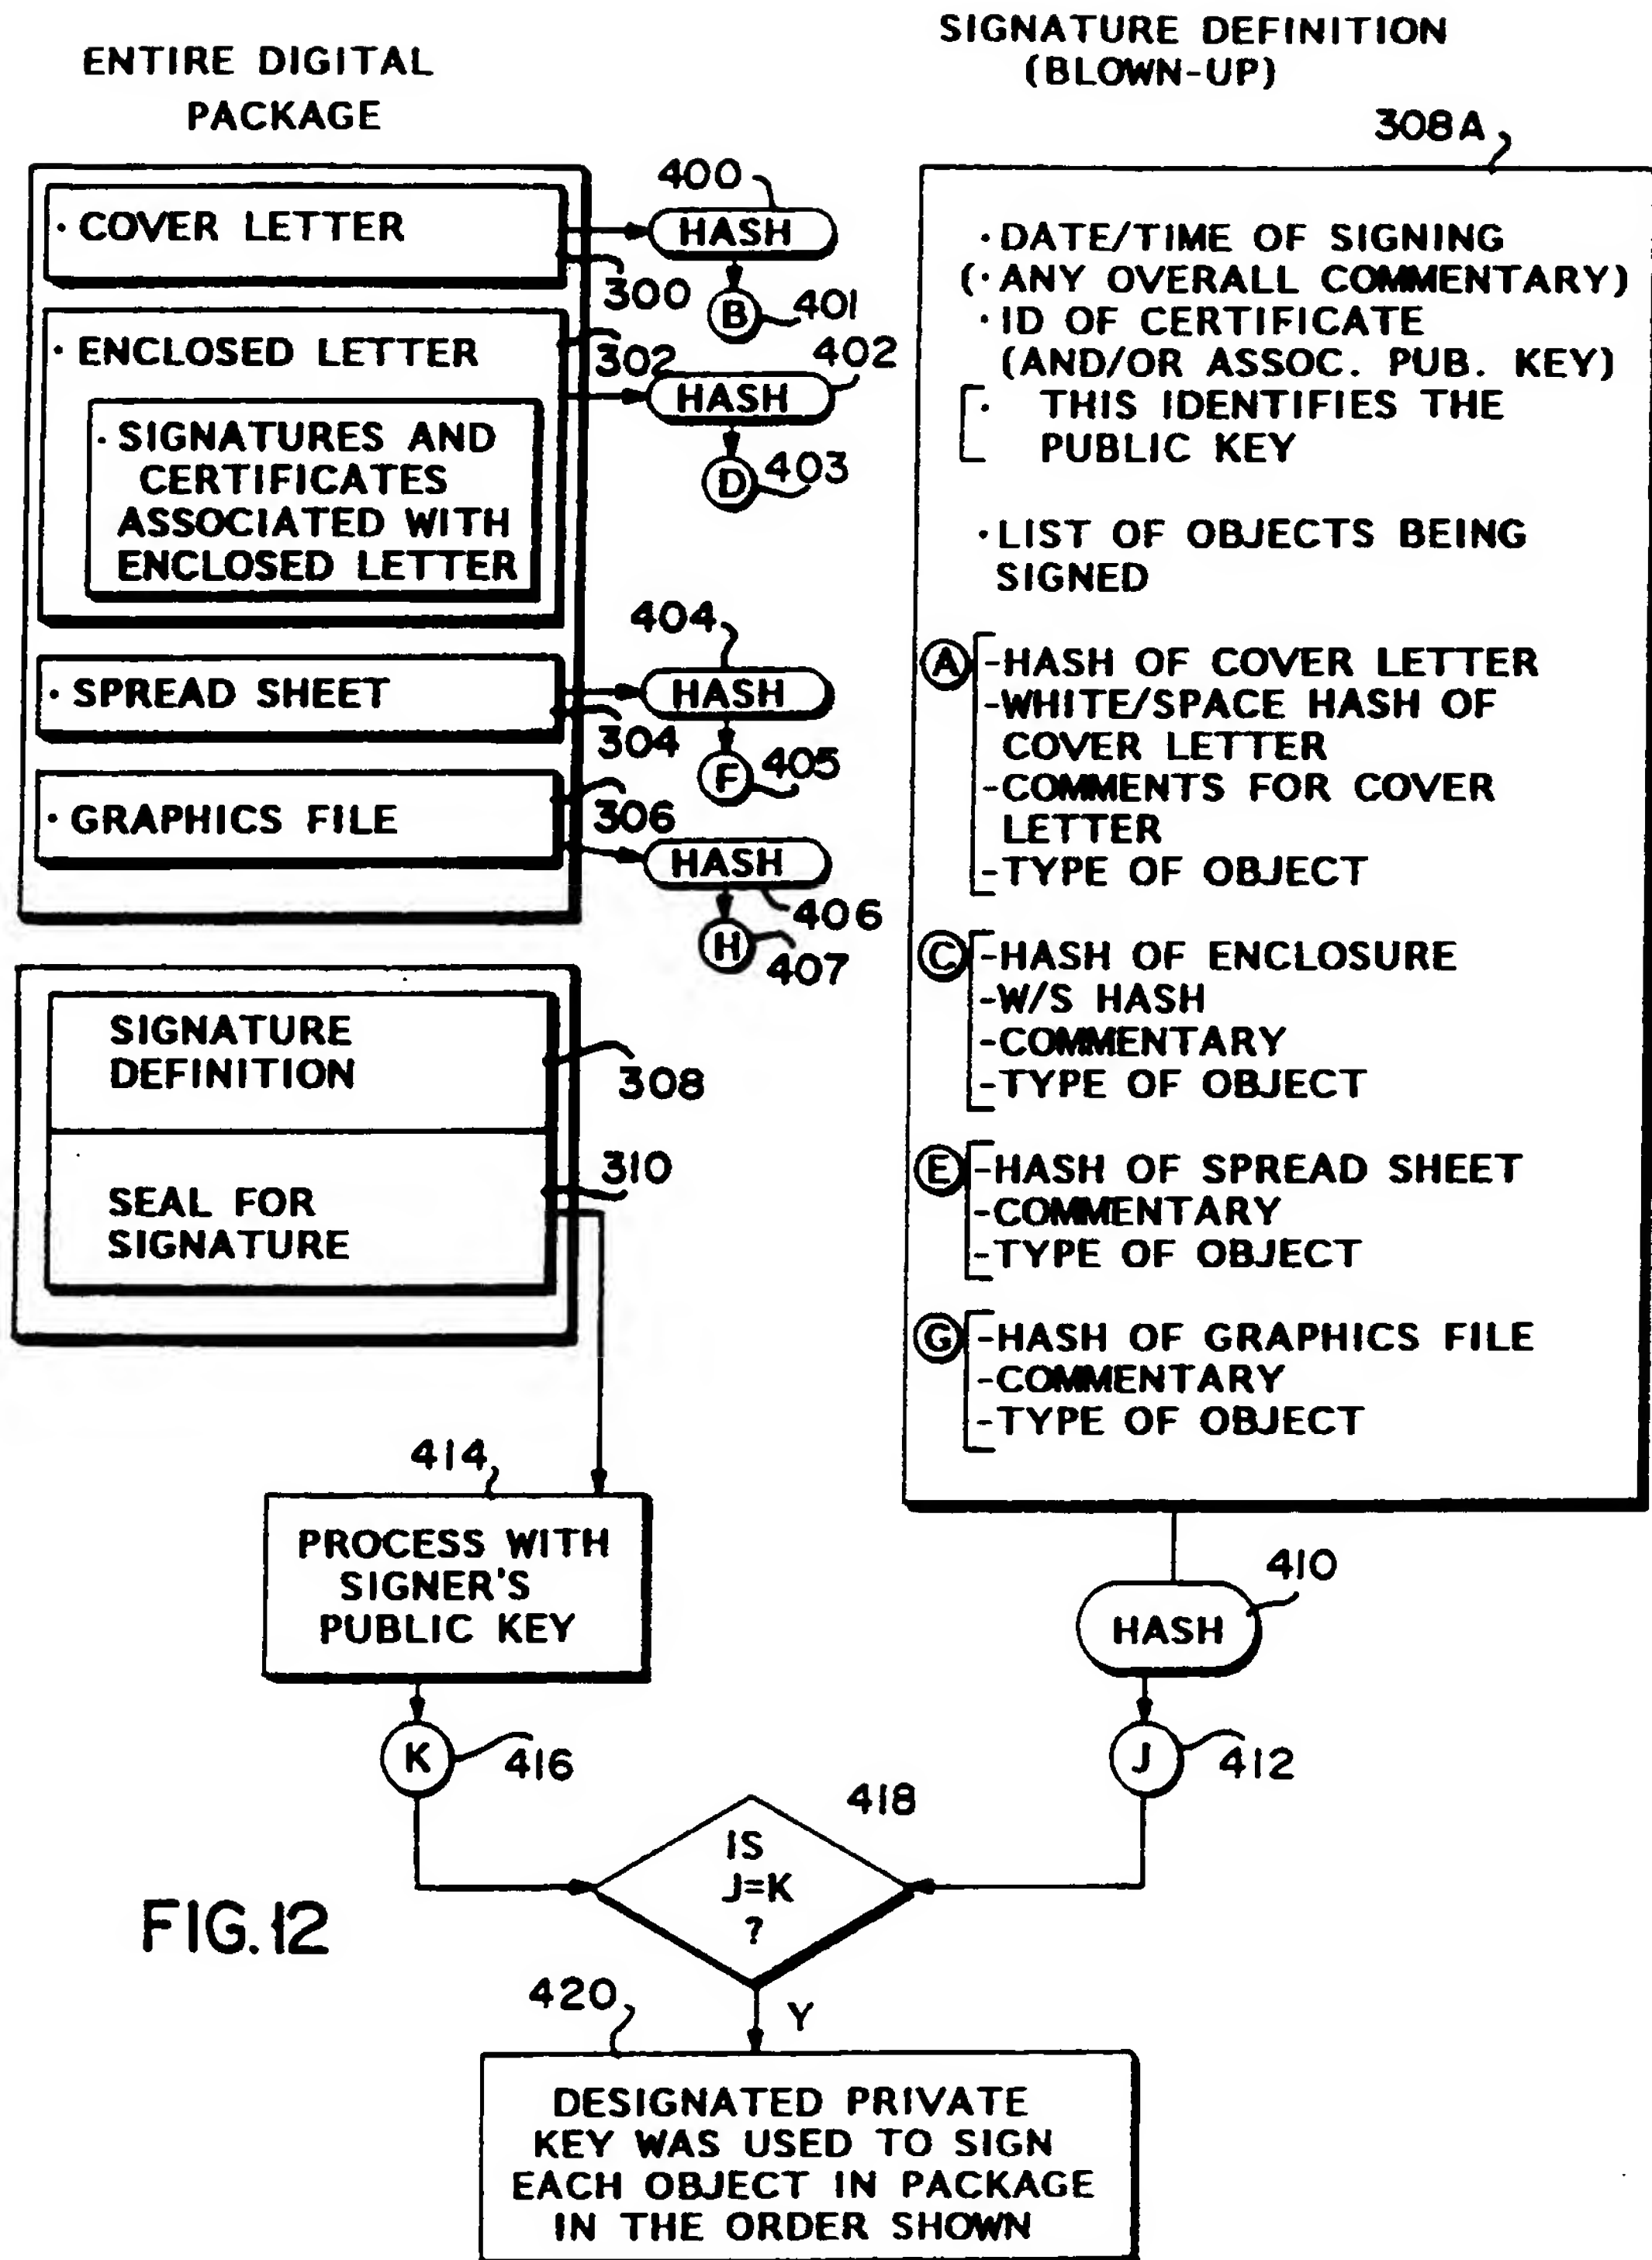 ENTIRE DIGITAL
PACKAGE
· COVER LETTER
300
400
HASH
B
401
· ENCLOSED LETTER
302
402
HASH
D
403
· SIGNATURES AND
CERTIFICATES
ASSOCIATED WITH
ENCLOSED LETTER
· SPREAD SHEET
304
404
HASH
F
405
· GRAPHICS FILE
306
HASH
406
H
407
SIGNATURE
DEFINITION
308
SEAL FOR
SIGNATURE
310
SIGNATURE DEFINITION
(BLOWN-UP)
308A
· DATE/TIME OF SIGNING
(· ANY OVERALL COMMENTARY)
· ID OF CERTIFICATE
(AND/OR ASSOC. PUB. KEY)
[· THIS IDENTIFIES THE
PUBLIC KEY
· LIST OF OBJECTS BEING
SIGNED
A
-HASH OF COVER LETTER
-WHITE/SPACE HASH OF
COVER LETTER
-COMMENTS FOR COVER
LETTER
-TYPE OF OBJECT
C
-HASH OF ENCLOSURE
-W/S HASH
-COMMENTARY
-TYPE OF OBJECT
E
-HASH OF SPREAD SHEET
-COMMENTARY
-TYPE OF OBJECT
G
-HASH OF GRAPHICS FILE
-COMMENTARY
-TYPE OF OBJECT
414
PROCESS WITH
SIGNER'S
PUBLIC KEY
K
416
410
HASH
J
412
418
IS
J=K
?
Y
FIG.12
420
DESIGNATED PRIVATE
KEY WAS USED TO SIGN
EACH OBJECT IN PACKAGE
IN THE ORDER SHOWN